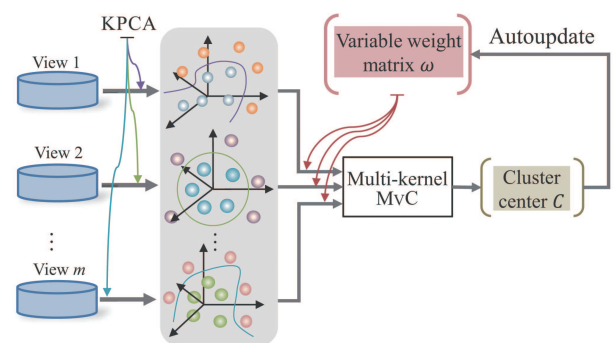 KPCA
View 1
View 2
⋮
View m
⋮
Variable weight
matrix ω
Autoupdate
Multi-kernel
MvC
Cluster
center C